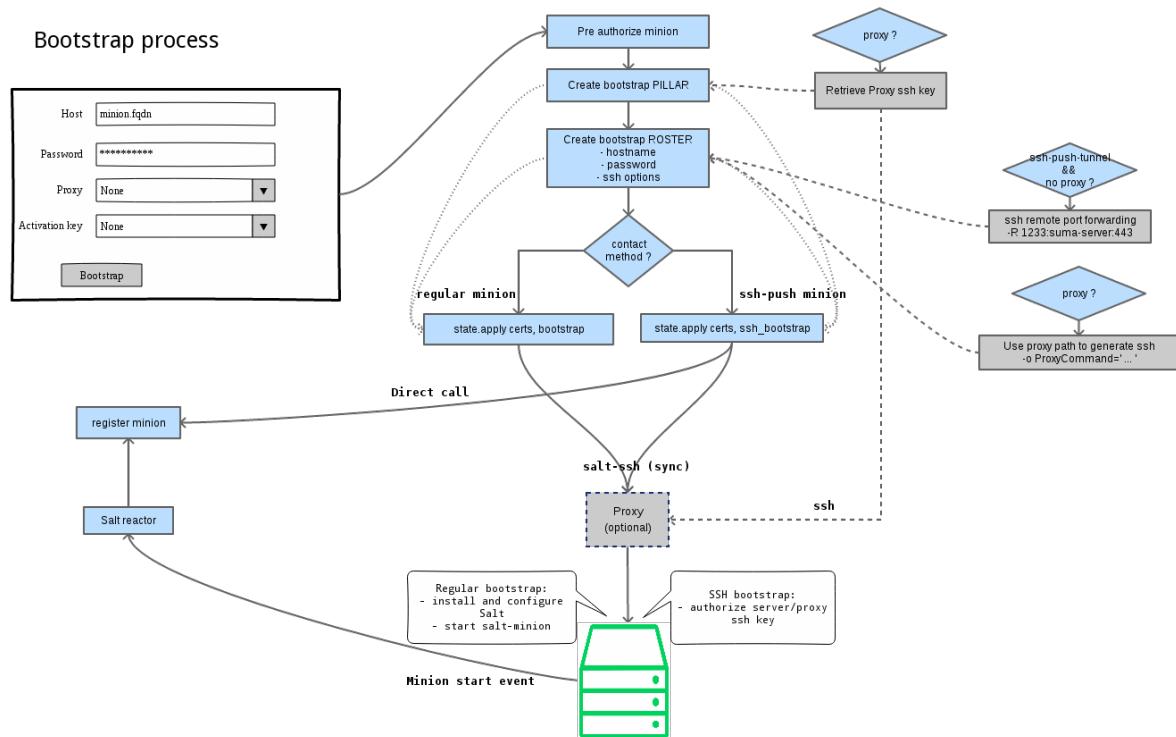 Bootstrap process
Host
minion.fqdn
Password
**********
Proxy
None
Activation key
None
Bootstrap
Pre authorize minion
Create bootstrap PILLAR
Create bootstrap ROSTER
- hostname
- password
- ssh options
contact
method ?
regular minion
ssh-push minion
state.apply certs, bootstrap
state.apply certs, ssh_bootstrap
proxy ?
Retrieve Proxy ssh key
ssh-push-tunnel
&&
no proxy ?
ssh remote port forwarding
-R 1233:suma-server:443
proxy ?
Use proxy path to generate ssh
-o ProxyCommand=' ... '
Direct call
register minion
Salt reactor
salt-ssh (sync)
Proxy
(optional)
ssh
Regular bootstrap:
- install and configure
Salt
- start salt-minion
SSH bootstrap:
- authorize server/proxy
ssh key
Minion start event